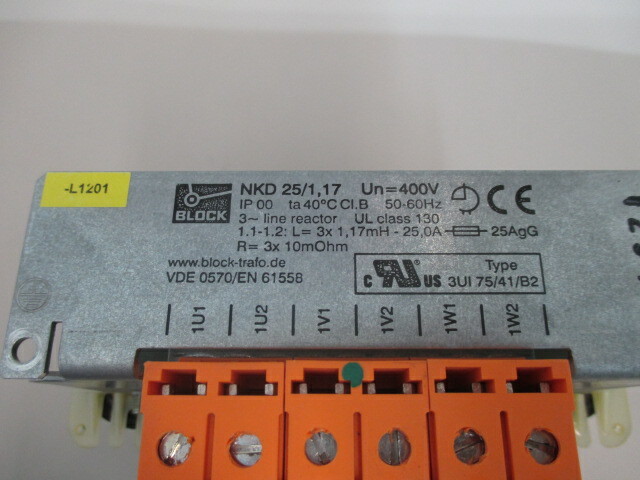 -L1201
BLOCK
NKD 25/1,17 Un=400V
IP 00 ta 40°C Cl.B 50-60Hz
3~ line reactor UL class 130
1.1-1.2: L= 3x 1,17mH - 25,0A 25AgG
R= 3x 10mOhm
www.block-trafo.de
VDE 0570/EN 61558
CE
c RU US Type
3UI 75/41/B2
1U1 1U2 1V1 1V2 1W1 1W2